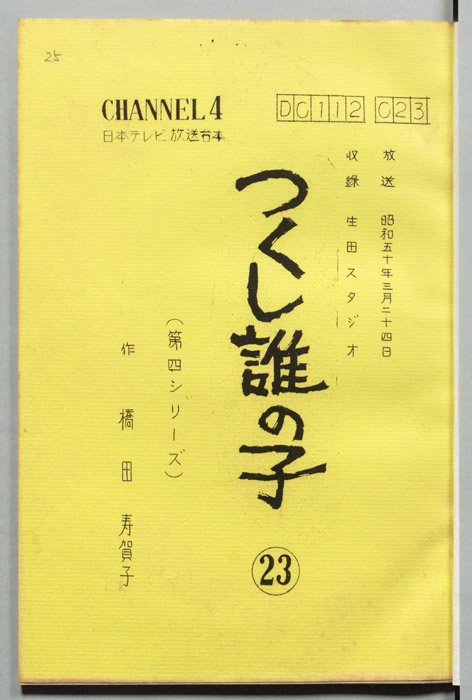 25
CHANNEL 4
日本テレビ放送台本
DC112 023
放送 昭和五十年三月二十四日
収録 生田スタジオ
つくし誰の子
(第四シリーズ)
作 橋田寿賀子
23